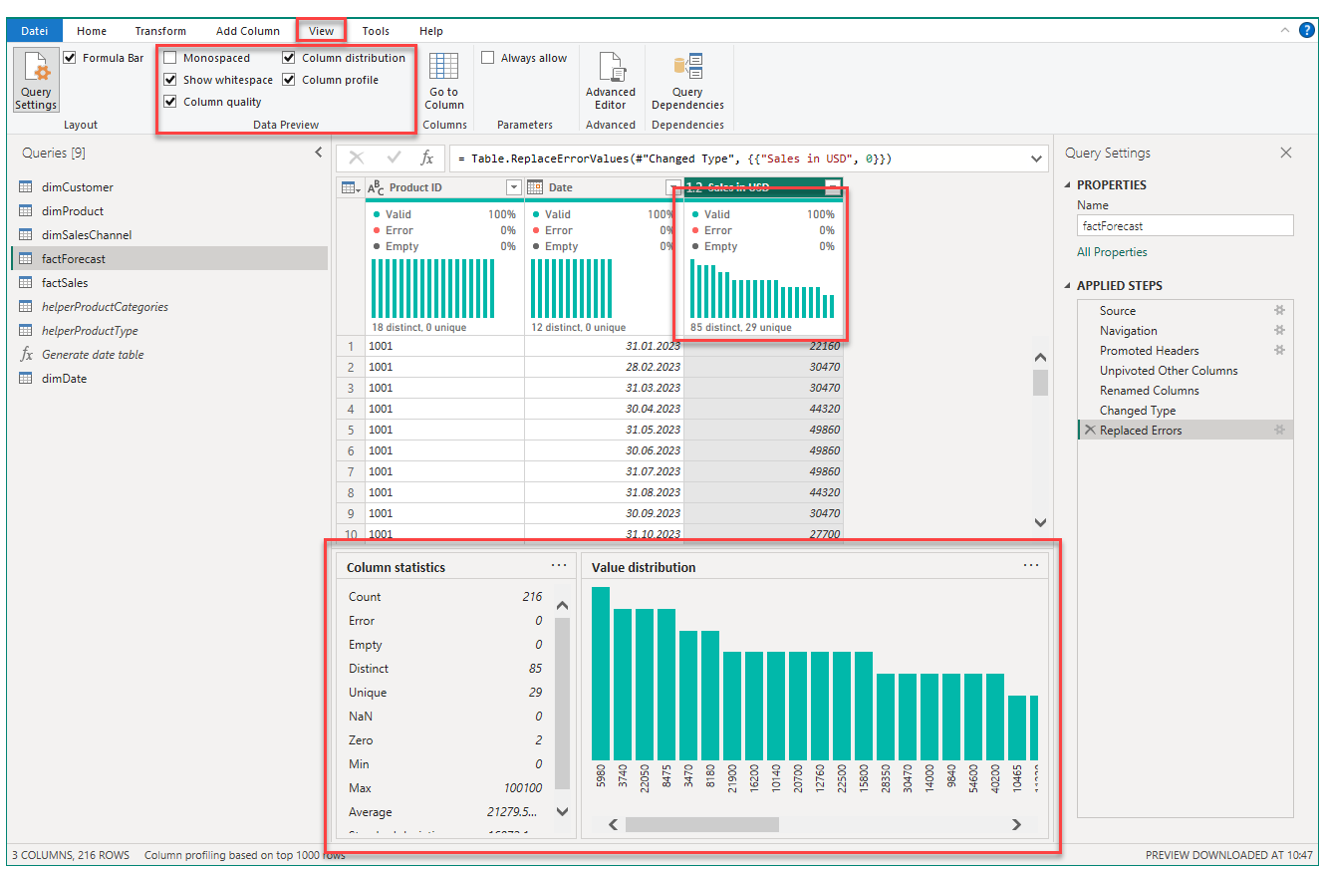 Datei Home Transform Add Column View Tools Help
Query Settings
Formula Bar
Layout
Monospaced
Show whitespace
Column quality
Column distribution
Column profile
Data Preview
Go to Column
Columns
Always allow
Parameters
Advanced Editor
Advanced
Query Dependencies
Dependencies
Queries [9]
dimCustomer
dimProduct
dimSalesChannel
factForecast
factSales
helperProductCategories
helperProductType
fx Generate date table
dimDate
fx = Table.ReplaceErrorValues(#"Changed Type", {{"Sales in USD", 0}})
ABC Product ID Date 1.2 Sales in USD
Valid 100% Valid 100% Valid 100%
Error 0% Error 0% Error 0%
Empty 0% Empty 0% Empty 0%
18 distinct, 0 unique 12 distinct, 0 unique 85 distinct, 29 unique
1 1001 31.01.2023 22160
2 1001 28.02.2023 30470
3 1001 31.03.2023 30470
4 1001 30.04.2023 44320
5 1001 31.05.2023 49860
6 1001 30.06.2023 49860
7 1001 31.07.2023 49860
8 1001 31.08.2023 44320
9 1001 30.09.2023 30470
10 1001 31.10.2023 27700
Column statistics ...
Count 216
Error 0
Empty 0
Distinct 85
Unique 29
NaN 0
Zero 2
Min 0
Max 100100
Average 21279.5...
Value distribution ...
5980 3740 22050 8475 3470 8180 21900 16200 10140 20700 12760 22500 15800 28350 30470 14000 9840 54600 40200 10465
Query Settings
PROPERTIES
Name
factForecast
All Properties
APPLIED STEPS
Source
Navigation
Promoted Headers
Unpivoted Other Columns
Renamed Columns
Changed Type
Replaced Errors
3 COLUMNS, 216 ROWS Column profiling based on top 1000 rows
PREVIEW DOWNLOADED AT 10:47